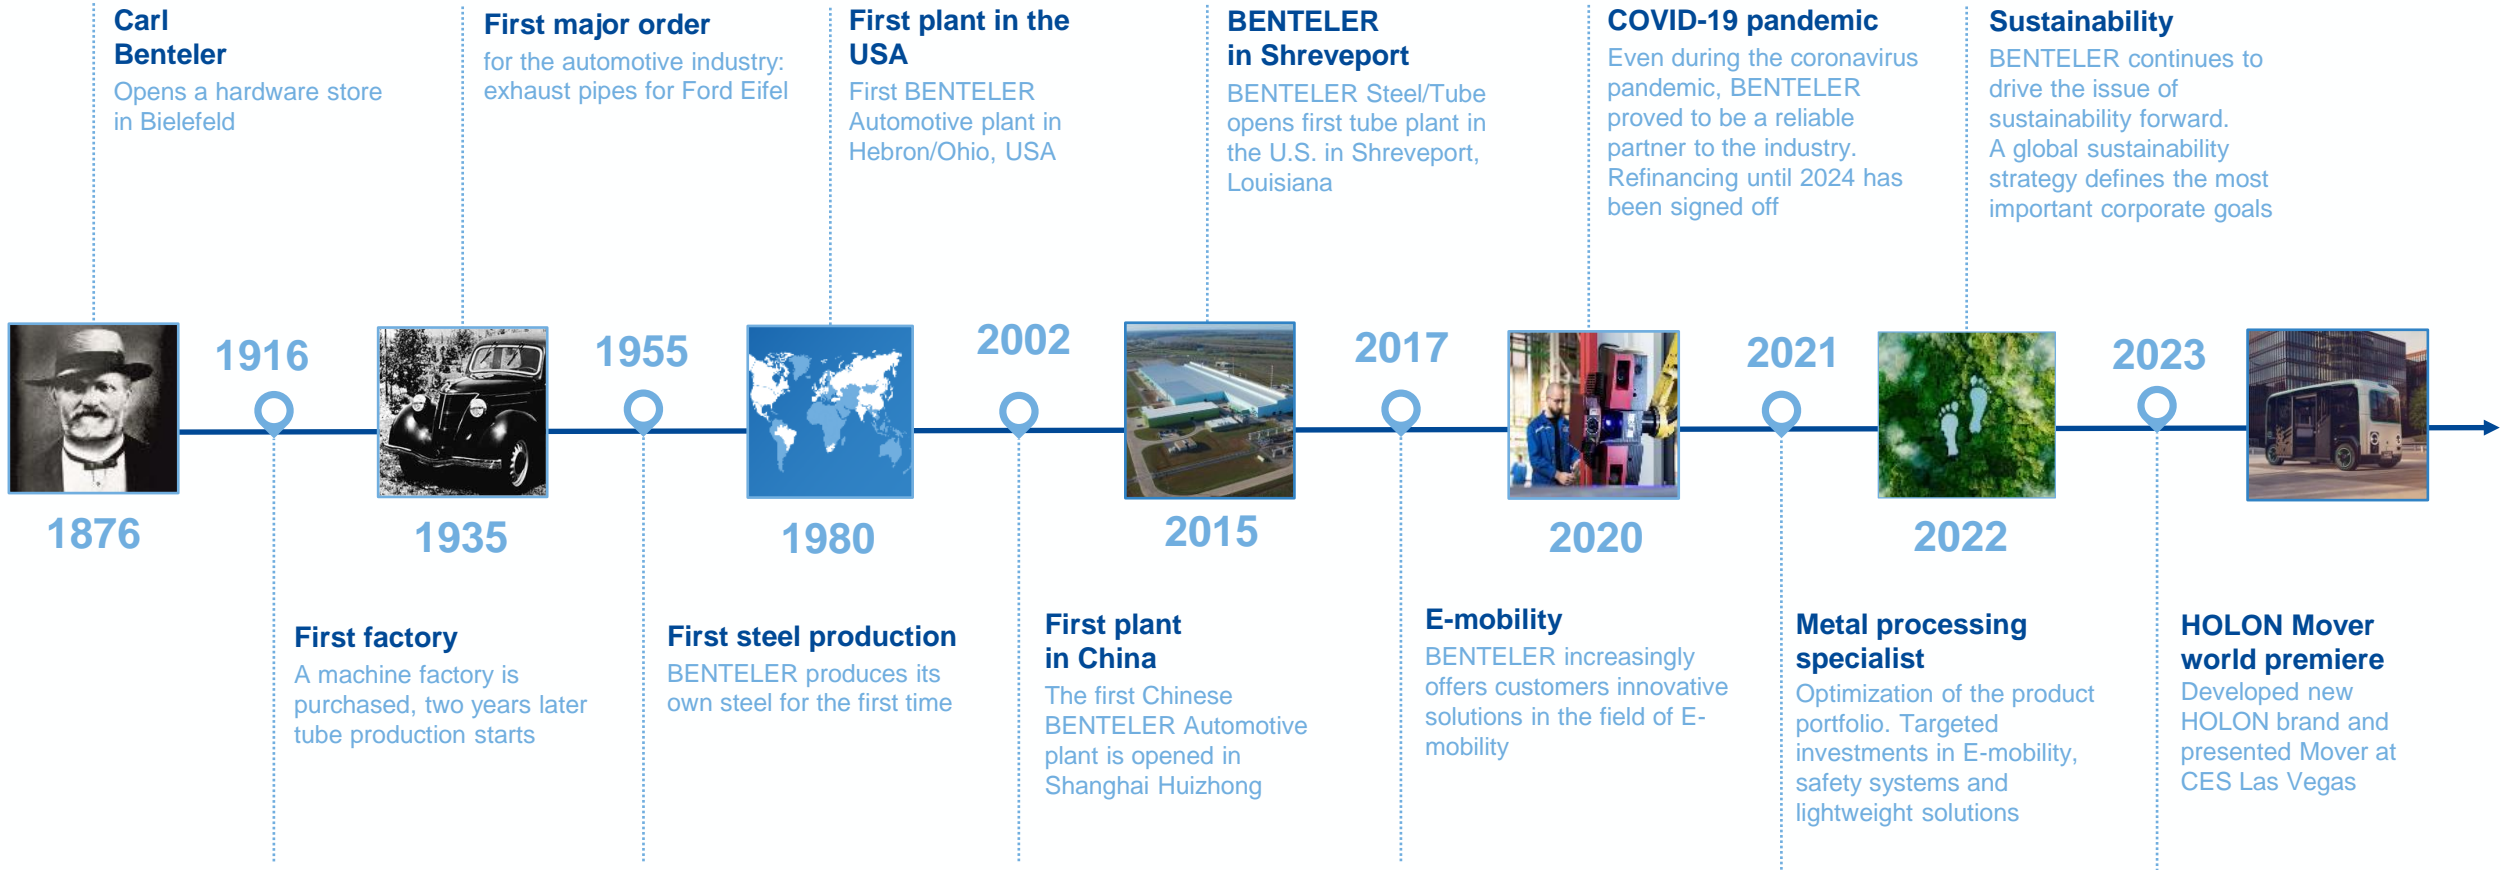 Carl
Benteler
Opens a hardware store
in Bielefeld
First major order
for the automotive industry:
exhaust pipes for Ford Eifel
First plant in the
USA
First BENTELER
Automotive plant in
Hebron/Ohio, USA
BENTELER
in Shreveport
BENTELER Steel/Tube
opens first tube plant in
the U.S. in Shreveport,
Louisiana
COVID-19 pandemic
Even during the coronavirus
pandemic, BENTELER
proved to be a reliable
partner to the industry.
Refinancing until 2024 has
been signed off
Sustainability
BENTELER continues to
drive the issue of
sustainability forward.
A global sustainability
strategy defines the most
important corporate goals
1916
1955
2002
2017
2021
2023
1876
1935
1980
2015
2020
2022
First factory
A machine factory is
purchased, two years later
tube production starts
First steel production
BENTELER produces its
own steel for the first time
First plant
in China
The first Chinese
BENTELER Automotive
plant is opened in
Shanghai Huizhong
E-mobility
BENTELER increasingly
offers customers innovative
solutions in the field of E-
mobility
Metal processing
specialist
Optimization of the product
portfolio. Targeted
investments in E-mobility,
safety systems and
lightweight solutions
HOLON Mover
world premiere
Developed new
HOLON brand and
presented Mover at
CES Las Vegas